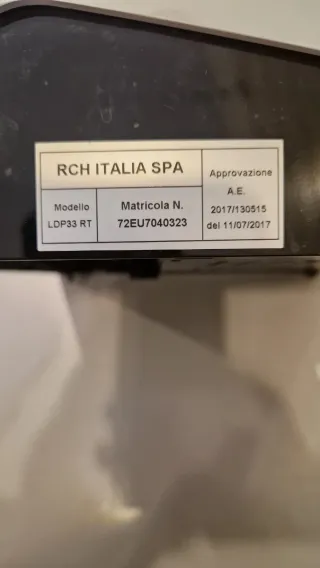 RCH ITALIA SPA
Modello
LDP33 RT
Matricola N.
72EU7040323
Approvazione
A.E.
2017/130515
del 11/07/2017